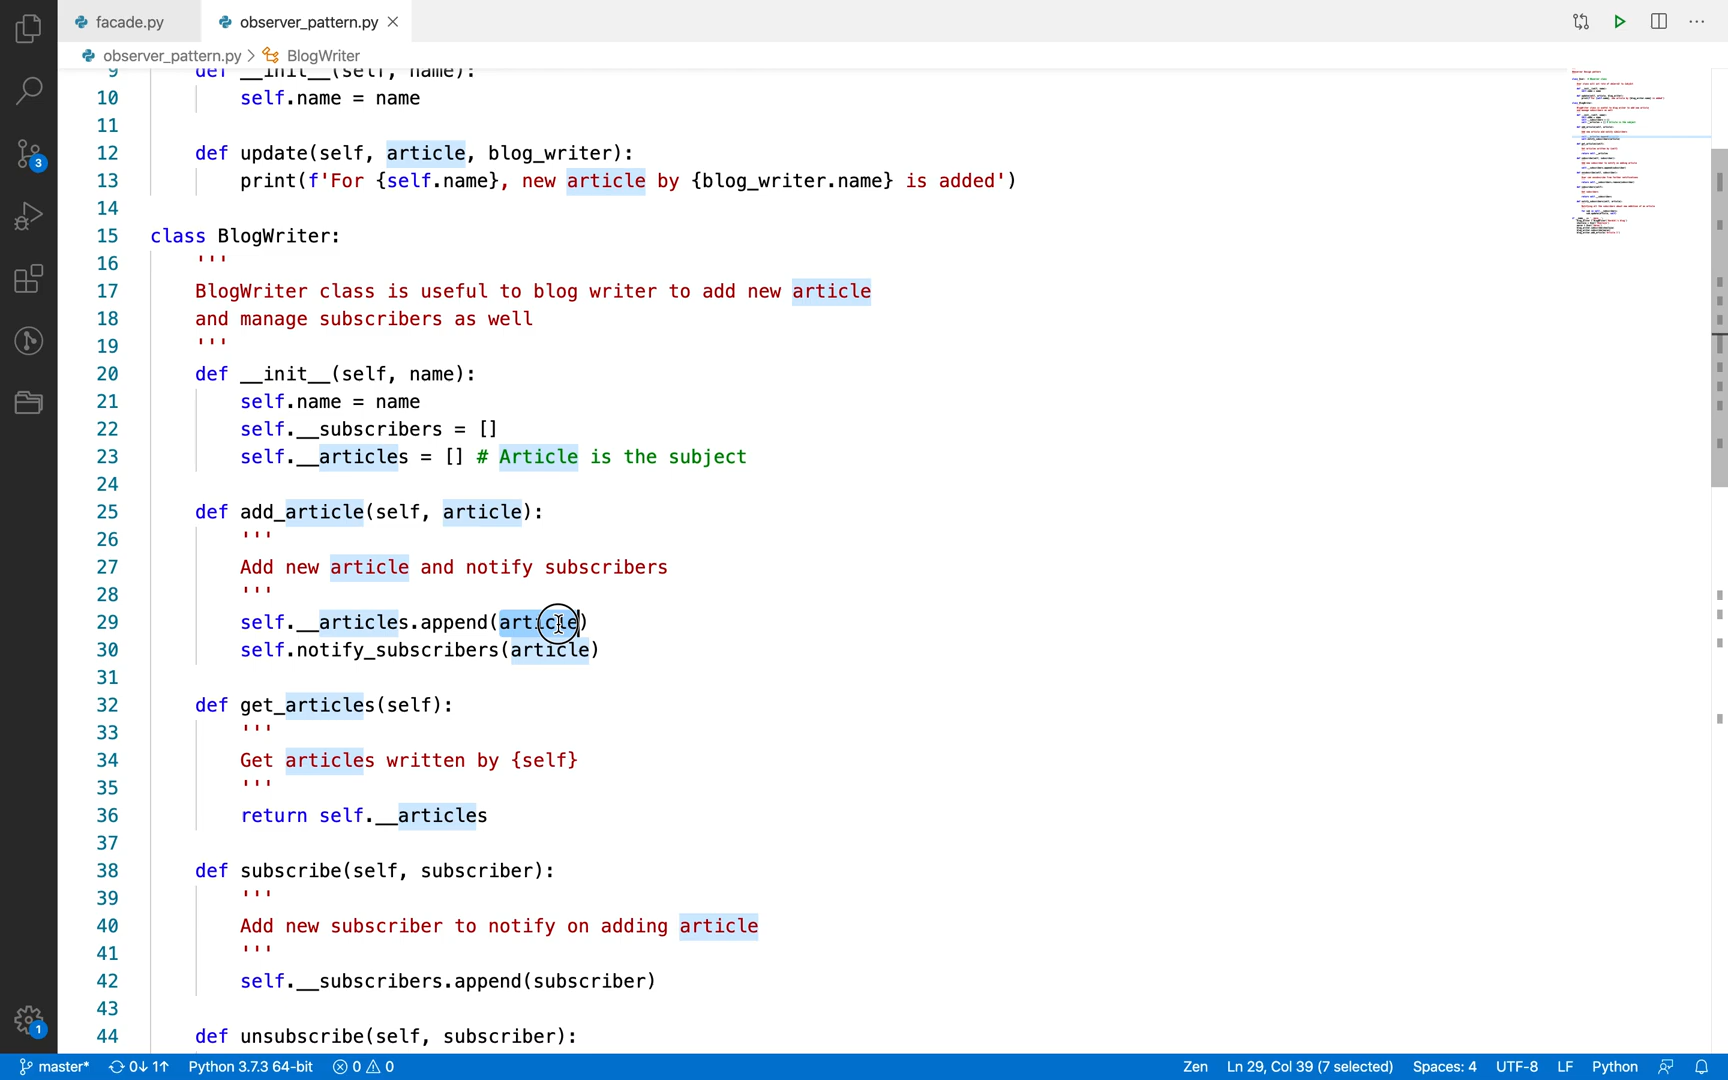 facade.py
observer_pattern.py
observer_pattern.py > BlogWriter
9 def __init__(self, name):
10 self.name = name
11
12 def update(self, article, blog_writer):
13 print(f'For {self.name}, new article by {blog_writer.name} is added')
14
15 class BlogWriter:
16 '''
17 BlogWriter class is useful to blog writer to add new article
18 and manage subscribers as well
19 '''
20 def __init__(self, name):
21 self.name = name
22 self.__subscribers = []
23 self.__articles = [] # Article is the subject
24
25 def add_article(self, article):
26 '''
27 Add new article and notify subscribers
28 '''
29 self.__articles.append(article)
30 self.notify_subscribers(article)
31
32 def get_articles(self):
33 '''
34 Get articles written by {self}
35 '''
36 return self.__articles
37
38 def subscribe(self, subscriber):
39 '''
40 Add new subscriber to notify on adding article
41 '''
42 self.__subscribers.append(subscriber)
43
44 def unsubscribe(self, subscriber):
3
1
master* 0↓ 1↑ Python 3.7.3 64-bit 0 0 Zen Ln 29, Col 39 (7 selected) Spaces: 4 UTF-8 LF Python